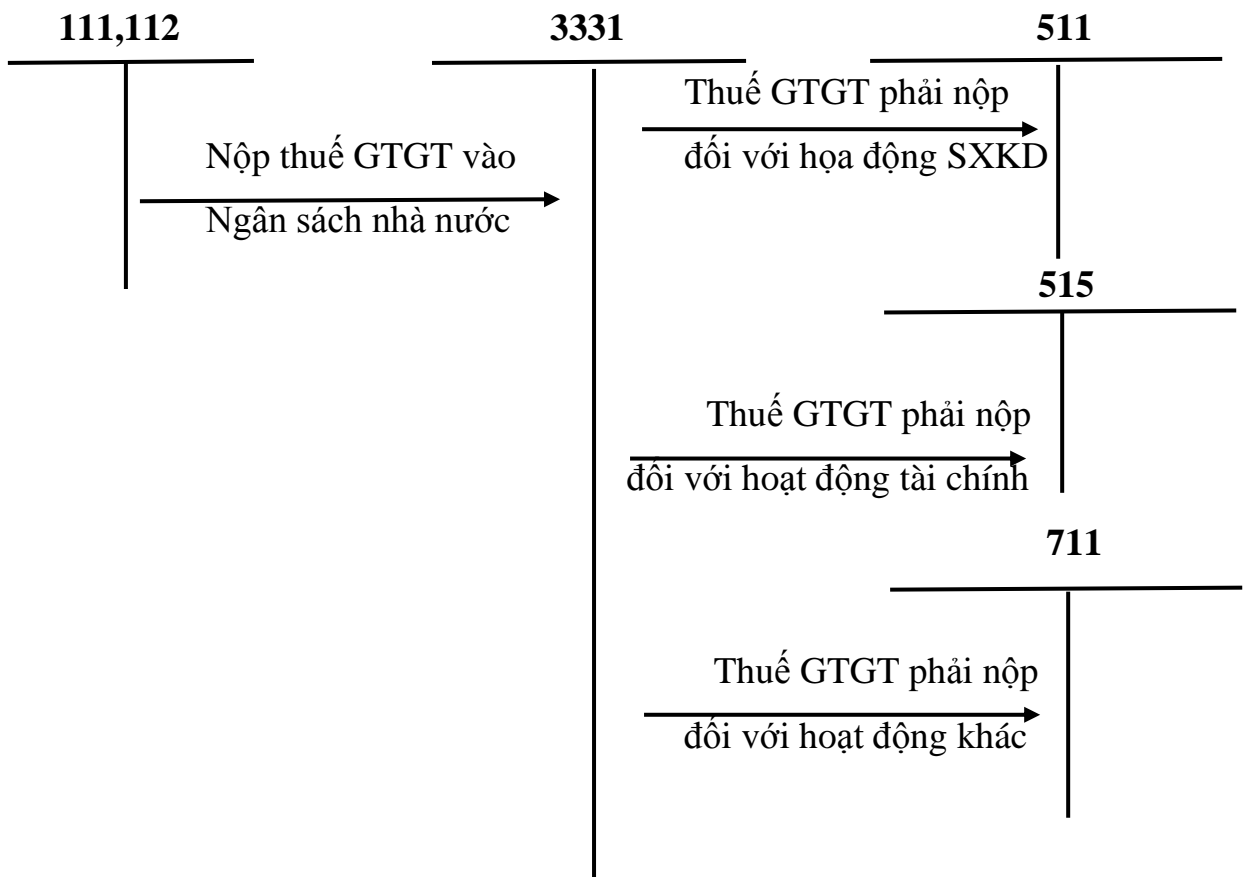 111,112
3331
511
Thuế GTGT phải nộp
đối với họa động SXKD
Nộp thuế GTGT vào
Ngân sách nhà nước
515
Thuế GTGT phải nộp
đối với hoạt động tài chính
711
Thuế GTGT phải nộp
đối với hoạt động khác